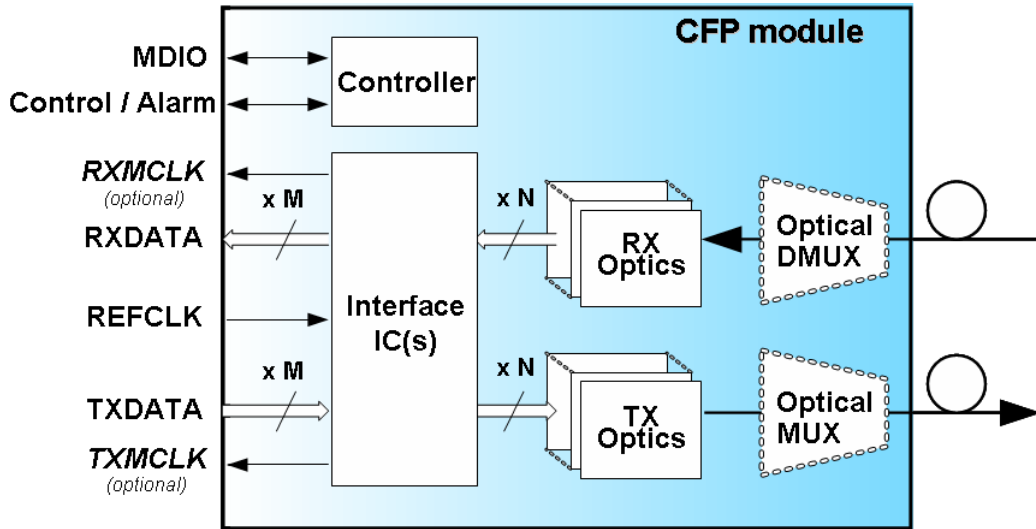 CFP module
MDIO
Control / Alarm
Controller
RXMCLK
(optional)
x M
RXDATA
x N
RX
Optics
Optical
DMUX
REFCLK
Interface
IC(s)
x M
TXDATA
x N
TX
Optics
Optical
MUX
TXMCLK
(optional)